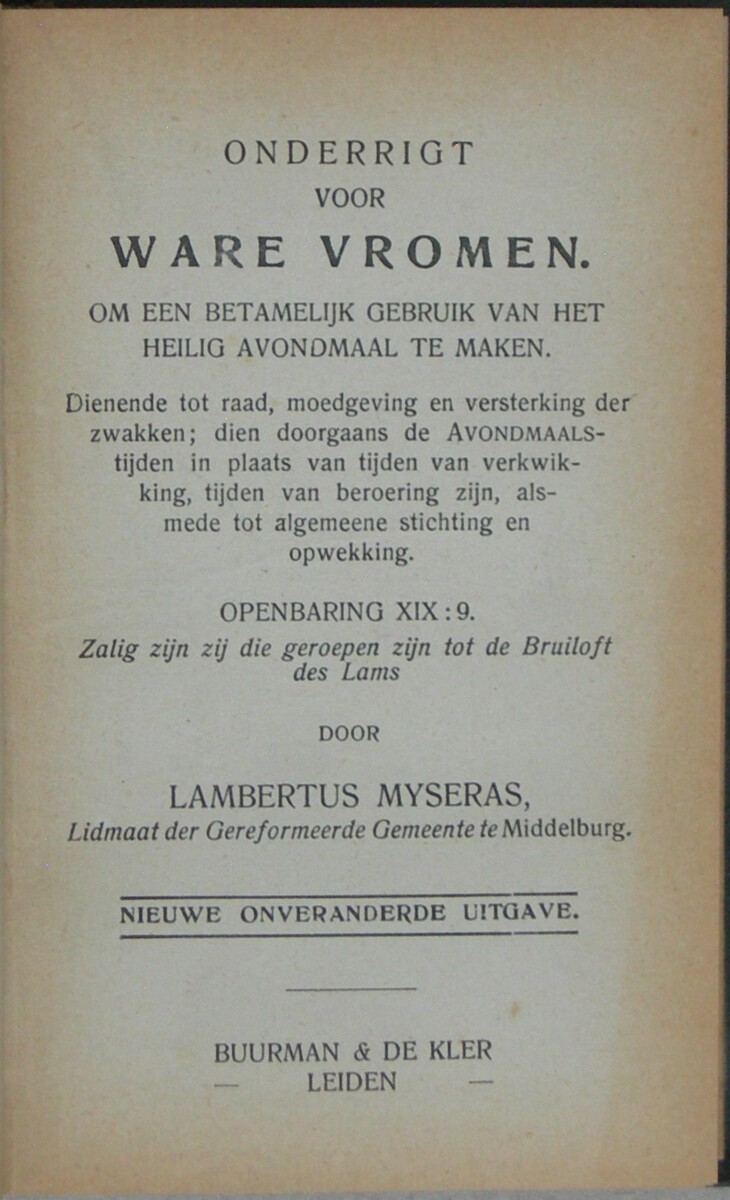 ONDERRIGT
VOOR
WARE VROMEN.
OM EEN BETAMELIJK GEBRUIK VAN HET
HEILIG AVONDMAAL TE MAKEN.
Dienende tot raad, moedgeving en versterking der
zwakken; dien doorgaans de AVONDMAALS-
tijden in plaats van tijden van verkwik-
king, tijden van beroering zijn, als-
mede tot algemeene stichting en
opwekking.
OPENBARING XIX : 9.
Zalig zijn zij die geroepen zijn tot de Bruiloft
des Lams
DOOR
LAMBERTUS MYSERAS,
Lidmaat der Gereformeerde Gemeente te Middelburg.
NIEUWE ONVERANDERDE UITGAVE.
BUURMAN & DE KLER
— LEIDEN —